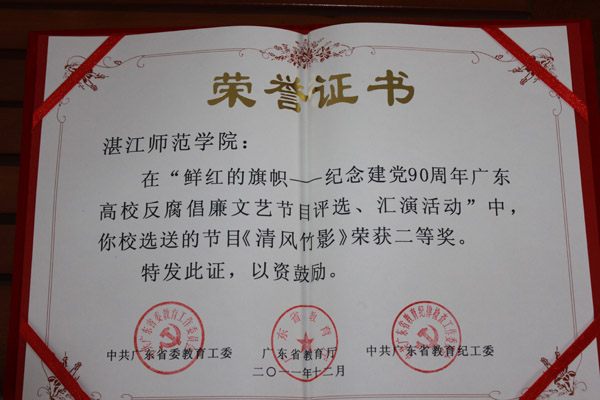 荣誉证书
湛江师范学院：
在“鲜红的旗帜——纪念建党90周年广东
高校反腐倡廉文艺节目评选、汇演活动”中，
你校选送的节目《清风竹影》荣获二等奖。
特发此证，以资鼓励。
中共广东省委教育工委 广东省教育厅 中共广东省委教育纪工委
二〇一一年十二月